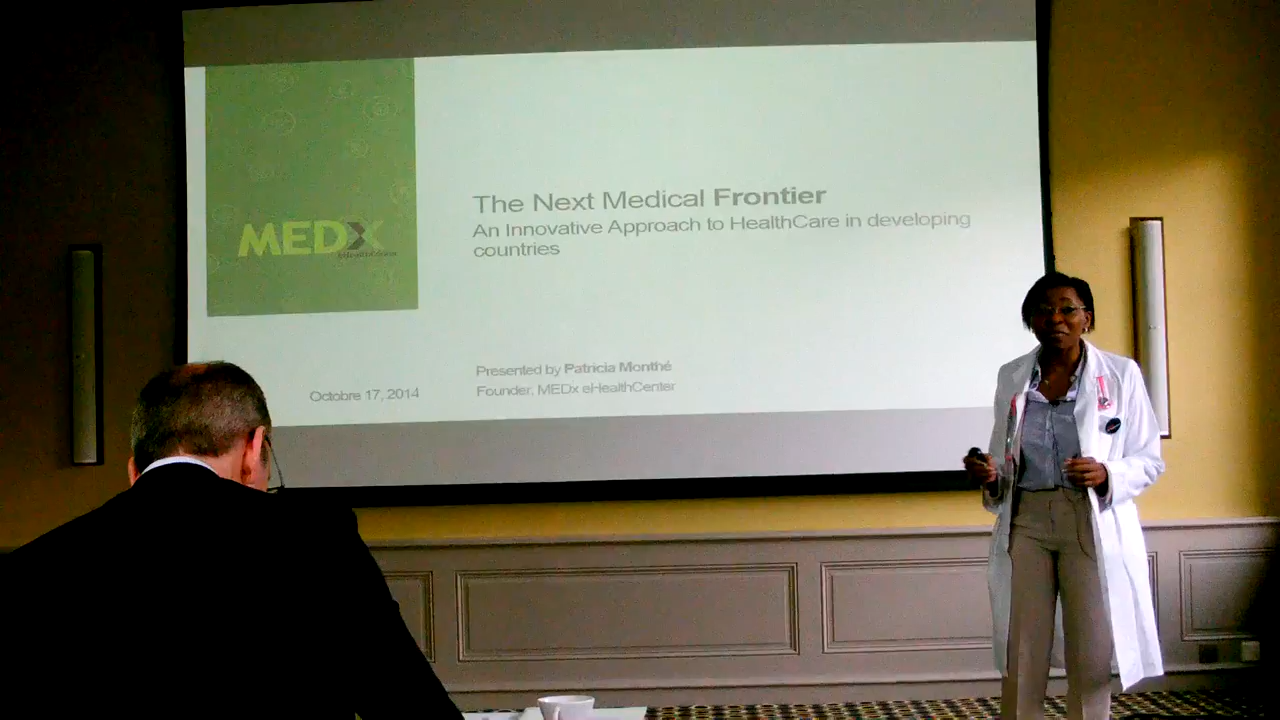 MEDX
eHealthCenter
The Next Medical Frontier
An Innovative Approach to HealthCare in developing
countries
Presented by Patricia Monthé
Octobre 17, 2014
Founder, MEDx eHealthCenter